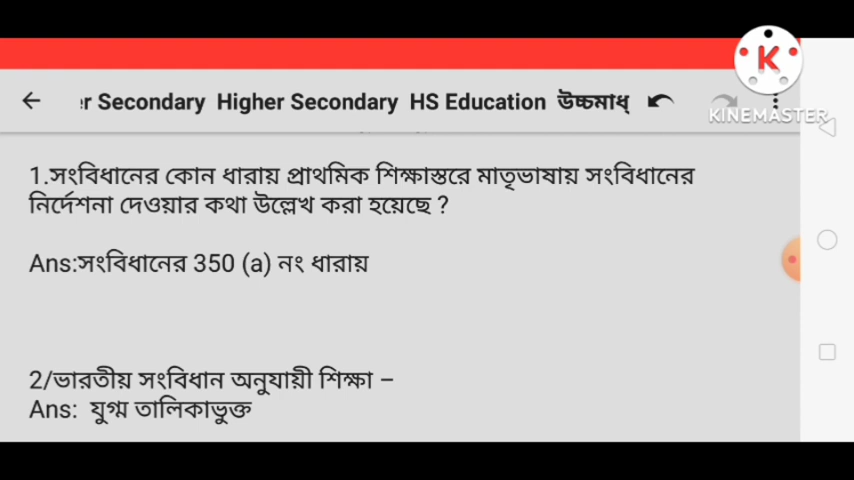 er Secondary Higher Secondary HS Education উচ্চমাধ্
KINEMASTER
1.সংবিধানের কোন ধারায় প্রাথমিক শিক্ষাস্তরে মাতৃভাষায় সংবিধানের
নির্দেশনা দেওয়ার কথা উল্লেখ করা হয়েছে ?
Ans:সংবিধানের 350 (a) নং ধারায়
2/ভারতীয় সংবিধান অনুযায়ী শিক্ষা –
Ans: যুগ্ম তালিকাভুক্ত